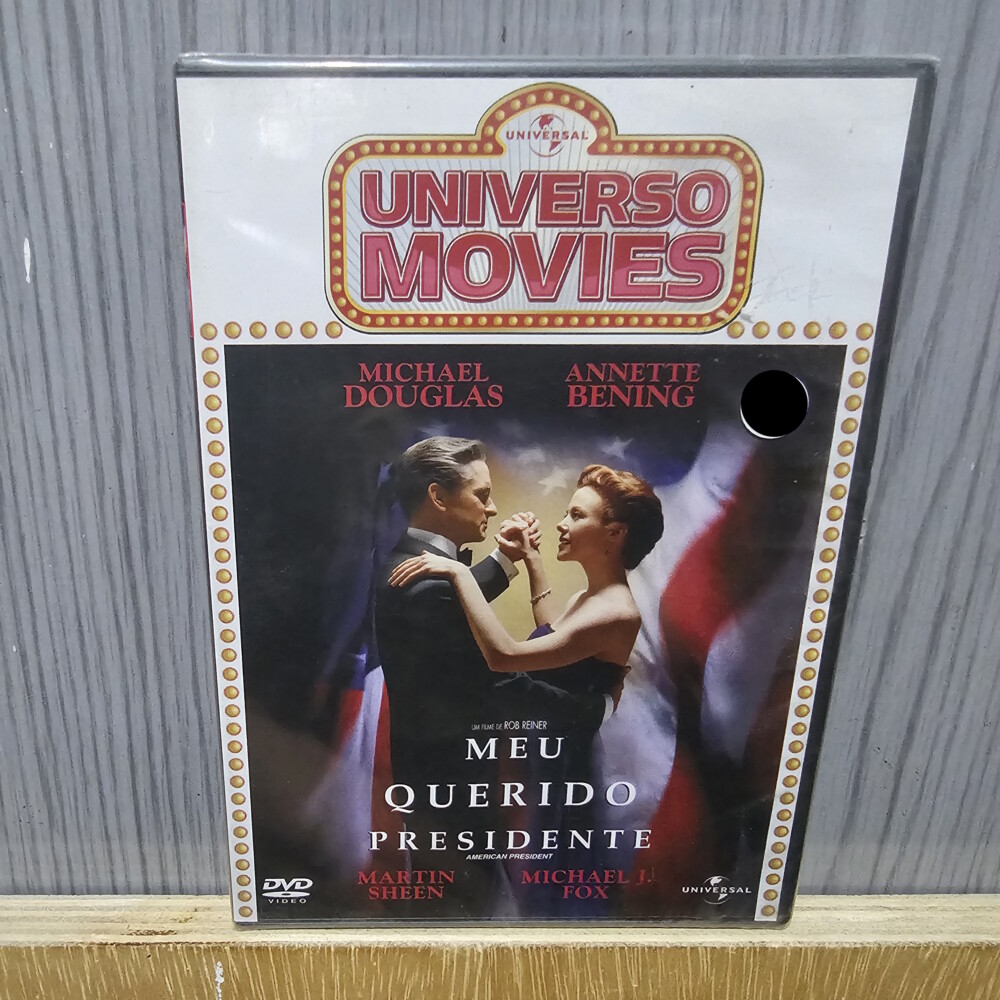 UNIVERSAL
UNIVERSO
MOVIES
MICHAEL
DOUGLAS
ANNETTE
BENING
UM FILME DE ROB REINER
MEU
QUERIDO
PRESIDENTE
AMERICAN PRESIDENT
MARTIN
SHEEN
MICHAEL J.
FOX
DVD
VIDEO
UNIVERSAL